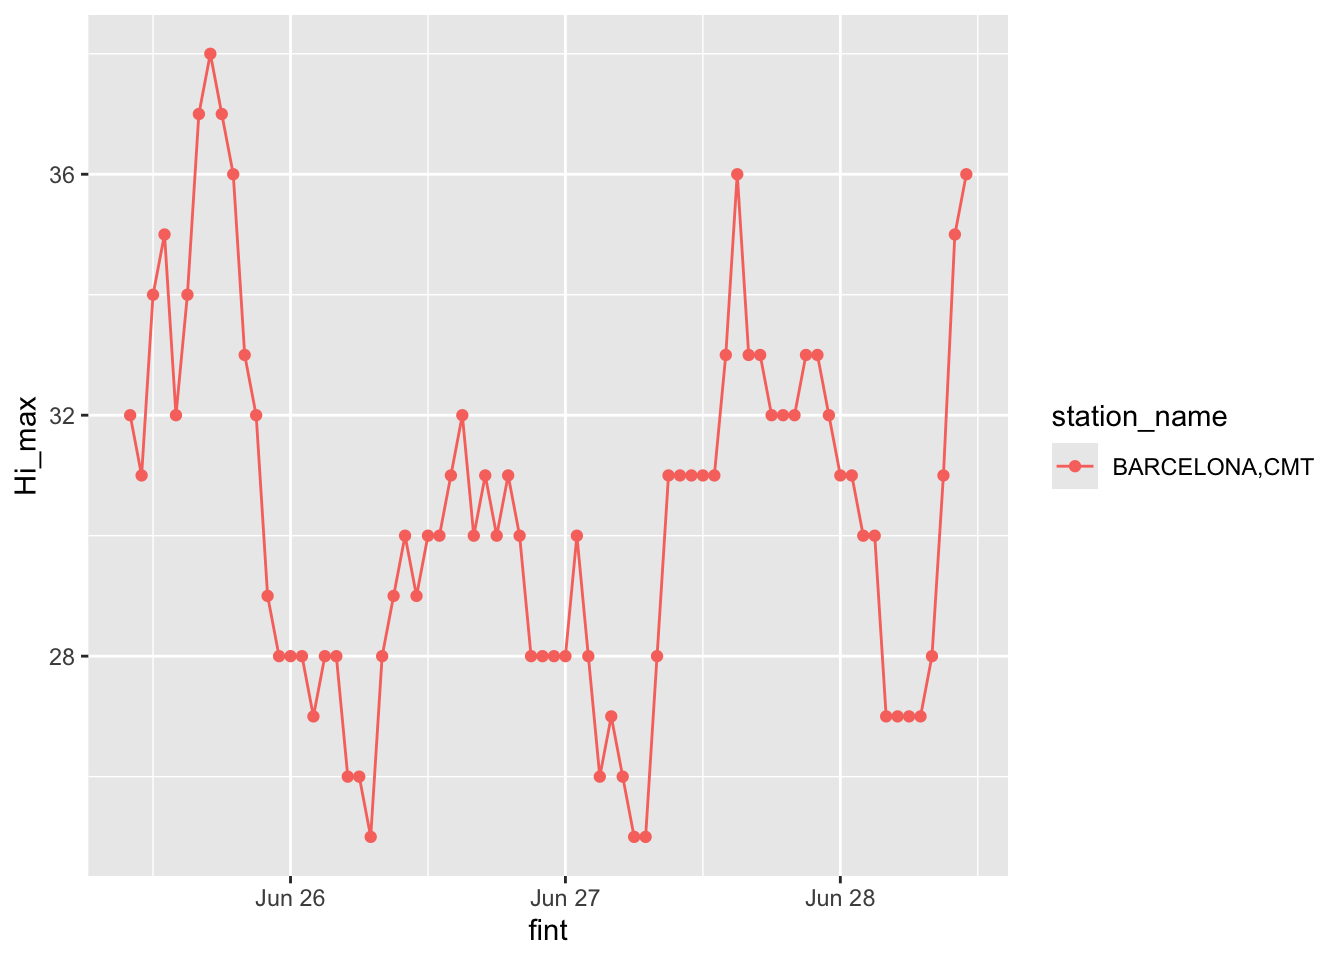 Hi_max
36
32
28
Jun 26
Jun 27
Jun 28
fint
station_name
BARCELONA,CMT